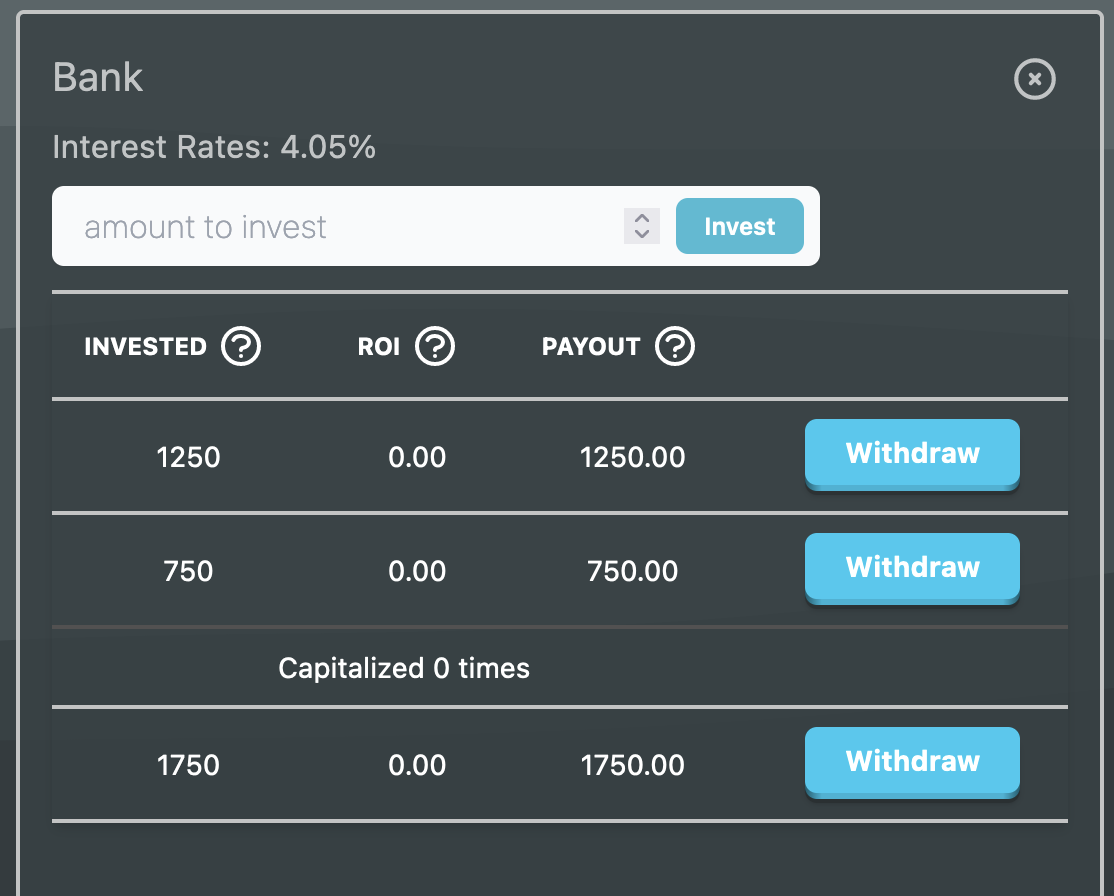 Bank
Interest Rates: 4.05%
amount to invest Invest
INVESTED ? ROI ? PAYOUT ?
1250 0.00 1250.00 Withdraw
750 0.00 750.00 Withdraw
Capitalized 0 times
1750 0.00 1750.00 Withdraw